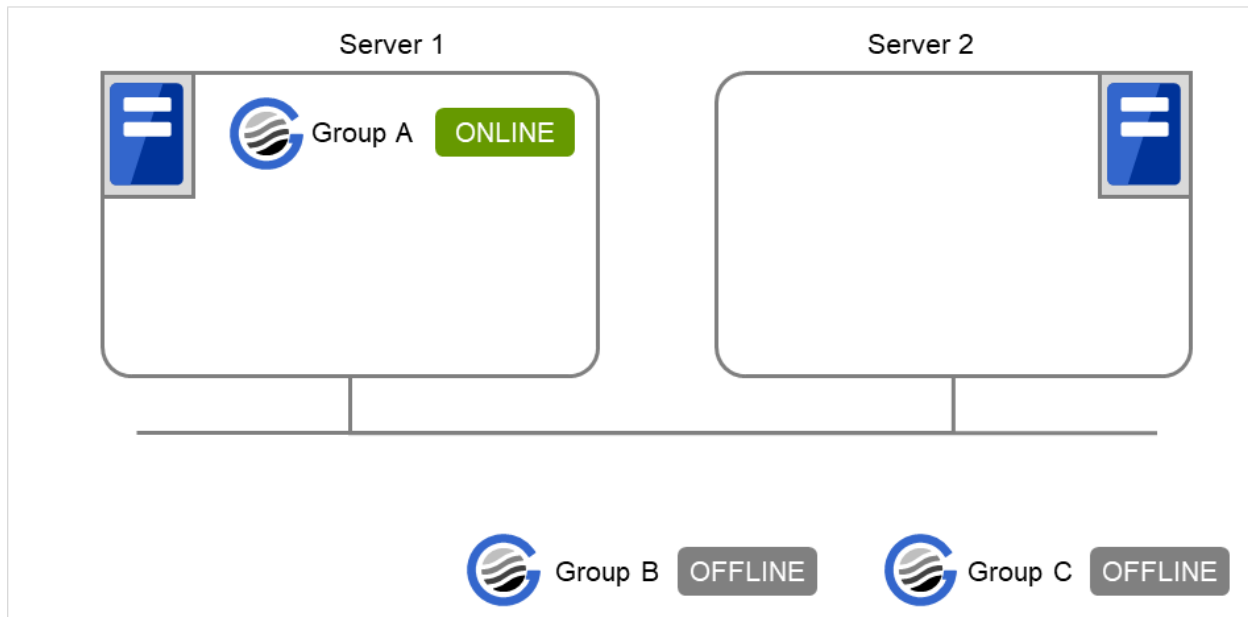 Server 1
Server 2
Group A ONLINE
Group B OFFLINE
Group C OFFLINE